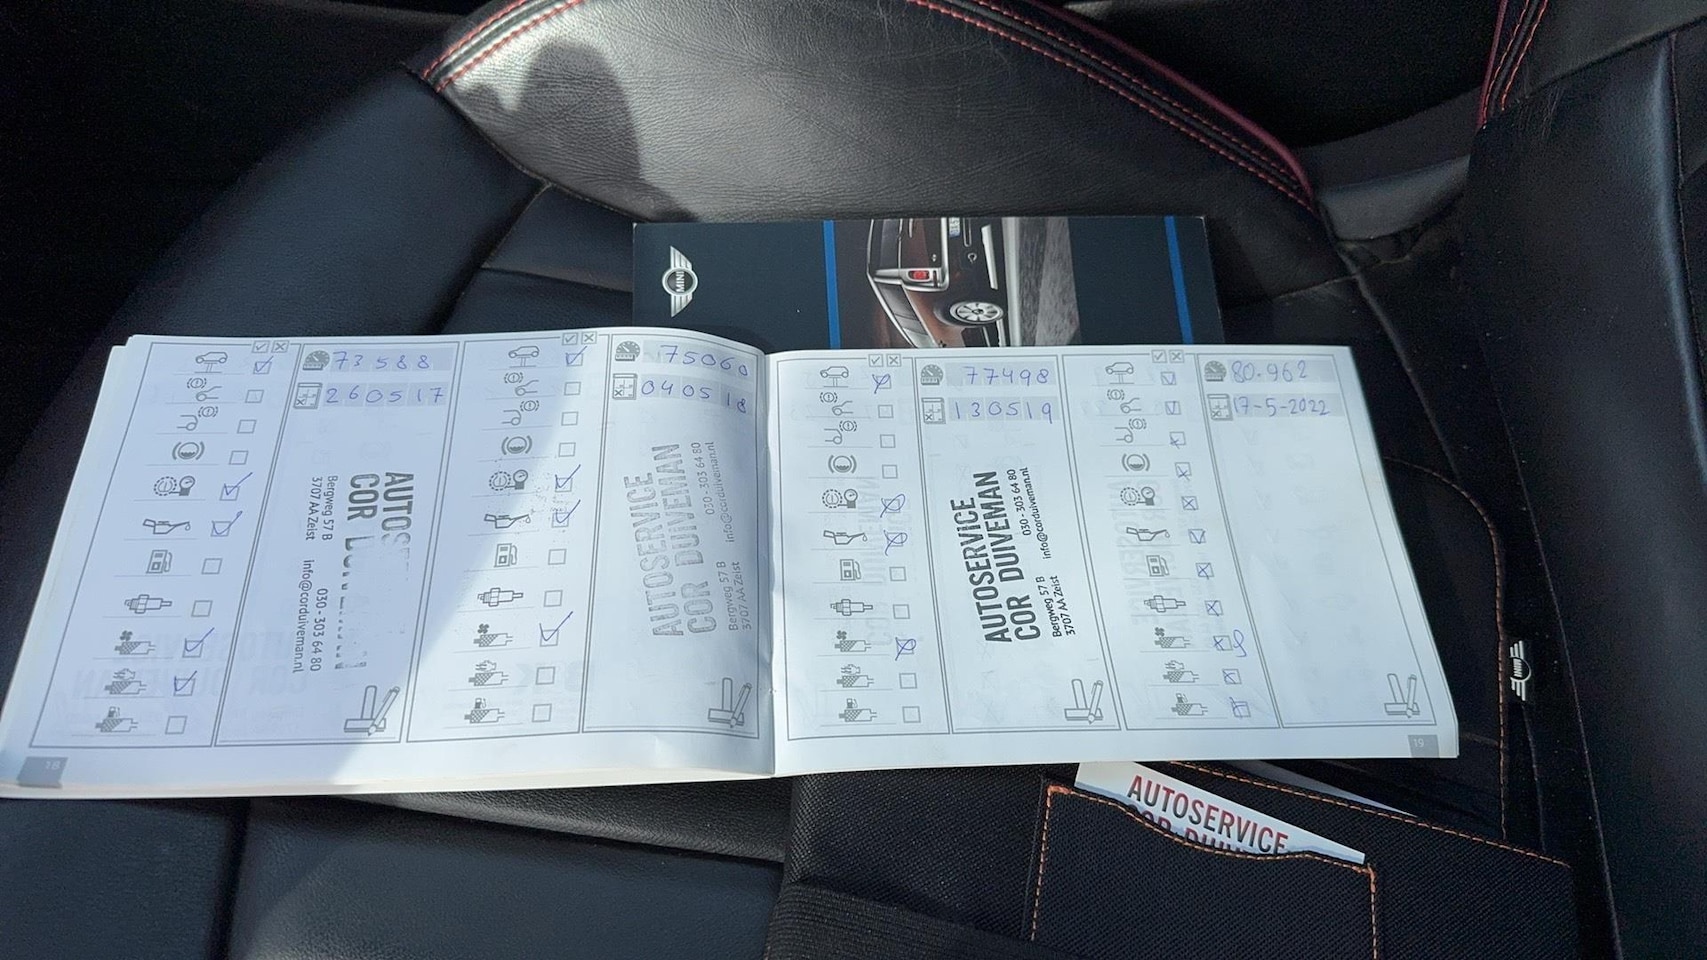 MINI
73588
260517
AUTOSERVICE
COR DUIVEMAN
Bergweg 57 B
3707 AA Zeist
030 - 303 64 80
info@corduiveman.nl
75060
040518
AUTOSERVICE
COR DUIVEMAN
Bergweg 57 B
3707 AA Zeist
030 - 303 64 80
info@corduiveman.nl
77498
130519
AUTOSERVICE
COR DUIVEMAN
Bergweg 57 B
3707 AA Zeist
030 - 303 64 80
info@corduiveman.nl
80.962
17-5-2022
18
19
MINI
AUTOSERVICE
COR DUIVEMAN